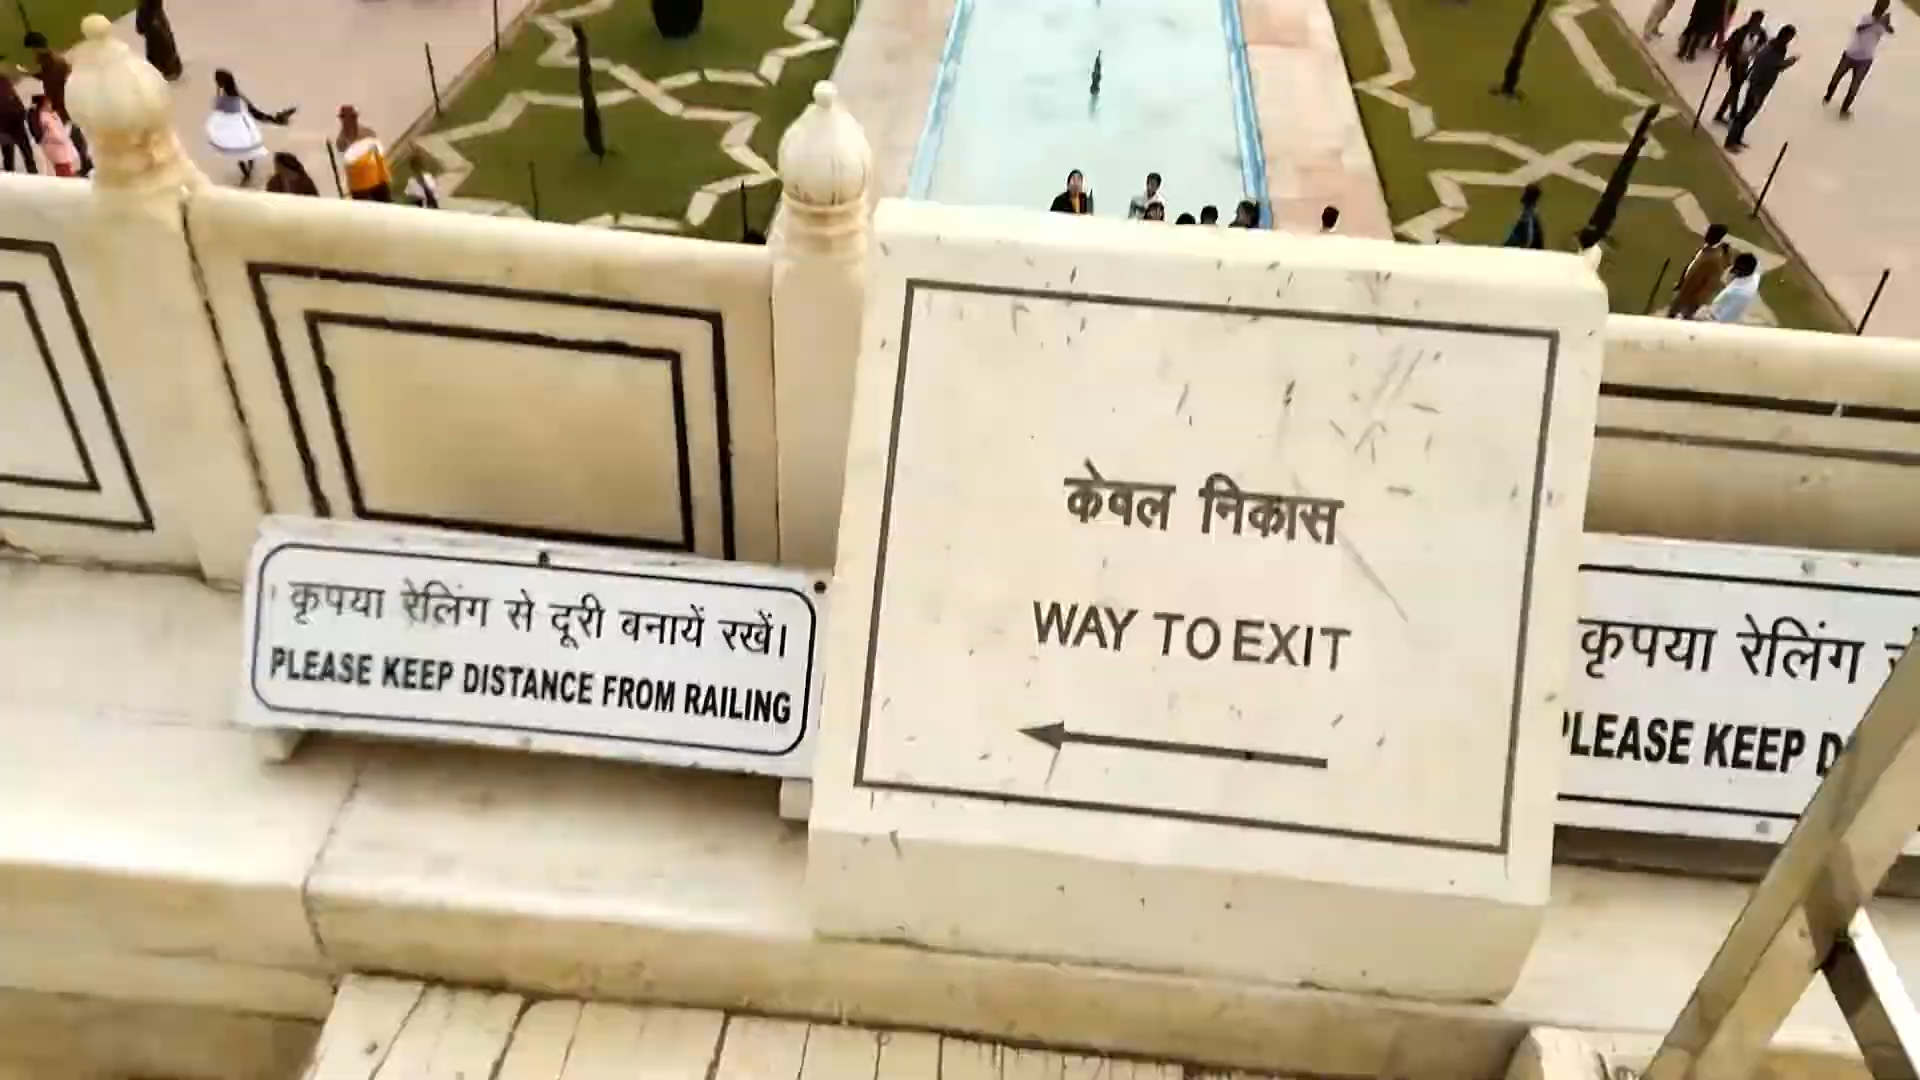 कृपया रेलिंग से दूरी बनायें रखें।
PLEASE KEEP DISTANCE FROM RAILING
केवल निकास
WAY TO EXIT
कृपया रेलिंग
PLEASE KEEP